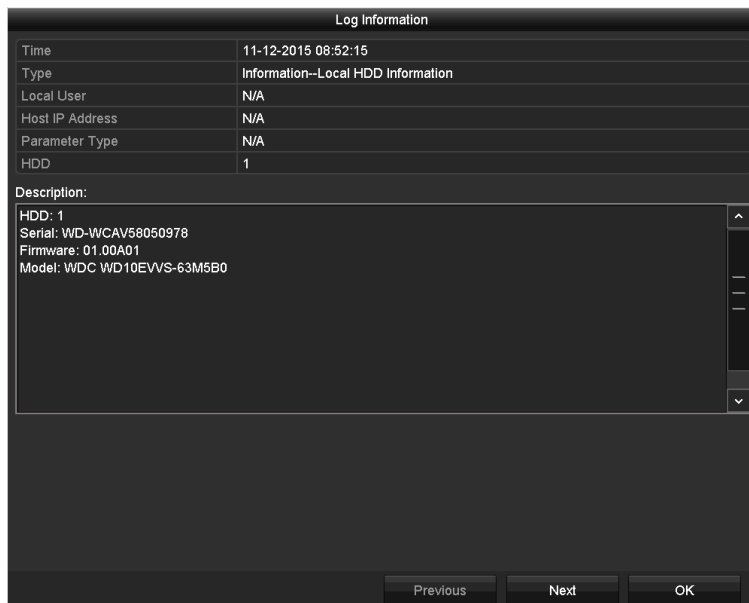 Log Information
Time 11-12-2015 08:52:15
Type Information--Local HDD Information
Local User N/A
Host IP Address N/A
Parameter Type N/A
HDD 1
Description:
HDD: 1
Serial: WD-WCAV58050978
Firmware: 01.00A01
Model: WDC WD10EVVS-63M5B0
Previous Next OK